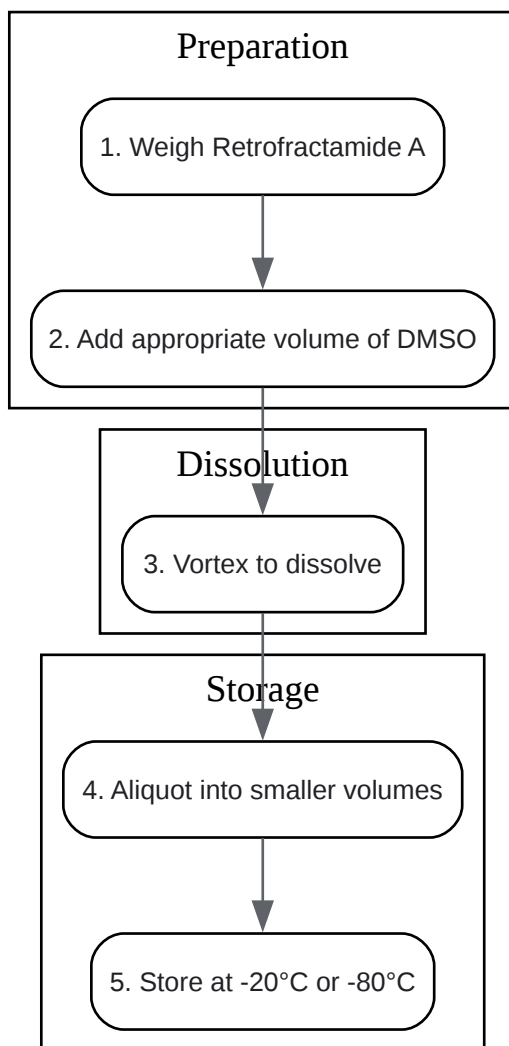 Preparation
1. Weigh Retrofractamide A
2. Add appropriate volume of DMSO
Dissolution
3. Vortex to dissolve
Storage
4. Aliquot into smaller volumes
5. Store at -20°C or -80°C